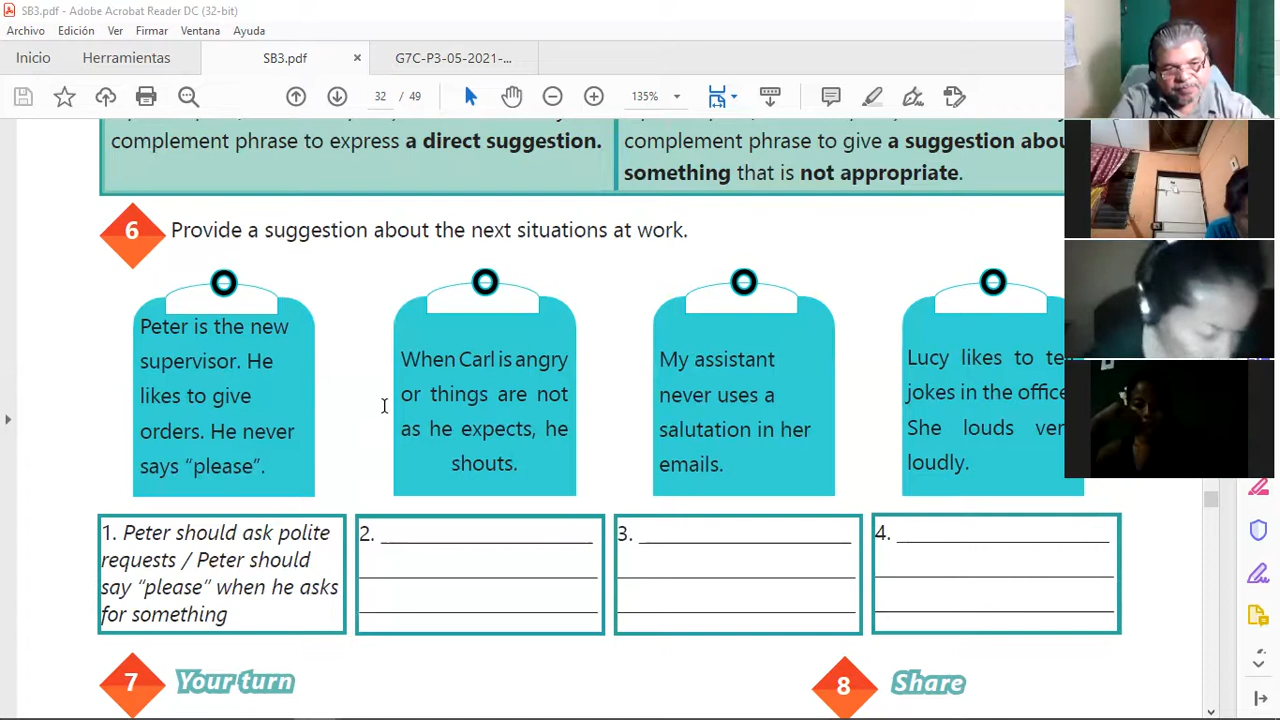 SB3.pdf - Adobe Acrobat Reader DC (32-bit)
Archivo Edición Ver Firmar Ventana Ayuda
Inicio Herramientas SB3.pdf × G7C-P3-05-2021-...
32 / 49 135%
complement phrase to express a direct suggestion.
complement phrase to give a suggestion abou
something that is not appropriate.
6 Provide a suggestion about the next situations at work.
Peter is the new
supervisor. He
likes to give
orders. He never
says “please”.
When Carl is angry
or things are not
as he expects, he
shouts.
My assistant
never uses a
salutation in her
emails.
Lucy likes to te
jokes in the office
She louds ver
loudly.
1. Peter should ask polite
requests / Peter should
say “please” when he asks
for something
2.
3.
4.
7 Your turn
8 Share